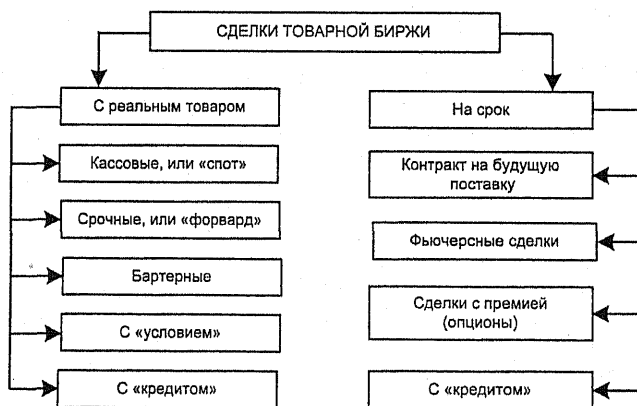 СДЕЛКИ ТОВАРНОЙ БИРЖИ
С реальным товаром
Кассовые, или «спот»
Срочные, или «форвард»
Бартерные
С «условием»
С «кредитом»
На срок
Контракт на будущую
поставку
Фьючерсные сделки
Сделки с премией
(опционы)
С «кредитом»